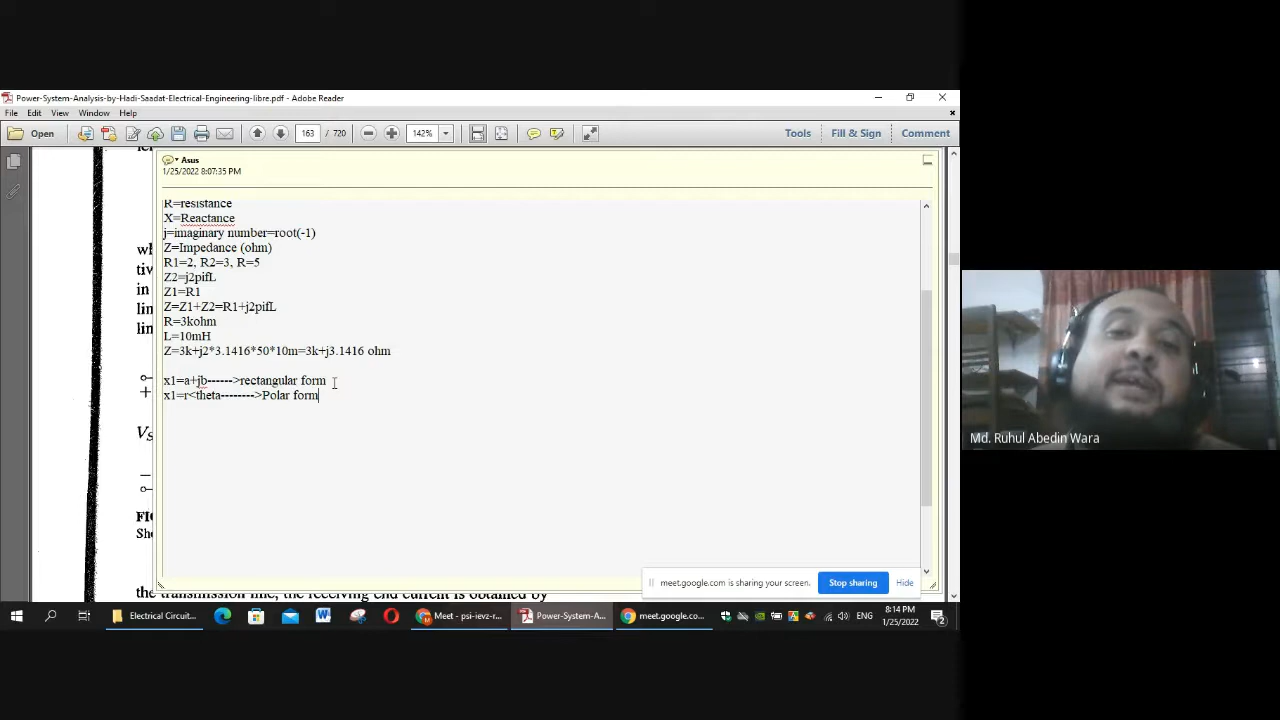 Power-System-Analysis-by-Hadi-Saadat-Electrical-Engineering-libre.pdf - Adobe Reader
File Edit View Window Help
Open 163 / 720 142% Tools Fill & Sign Comment
Asus
1/25/2022 8:07:35 PM
R=resistance
X=Reactance
j=imaginary number=root(-1)
Z=Impedance (ohm)
R1=2, R2=3, R=5
Z2=j2pifL
Z1=R1
Z=Z1+Z2=R1+j2pifL
R=3kohm
L=10mH
Z=3k+j2*3.1416*50*10m=3k+j3.1416 ohm
x1=a+jb------>rectangular form
x1=r<theta-------->Polar form
in
+
the transmission line, the receiving end current is obtained by
meet.google.com is sharing your screen. Stop sharing Hide
Electrical Circuit... Meet - psi-ievz-r... Power-System-A... meet.google.co... ENG 8:14 PM
1/25/2022 2
Md. Ruhul Abedin Wara